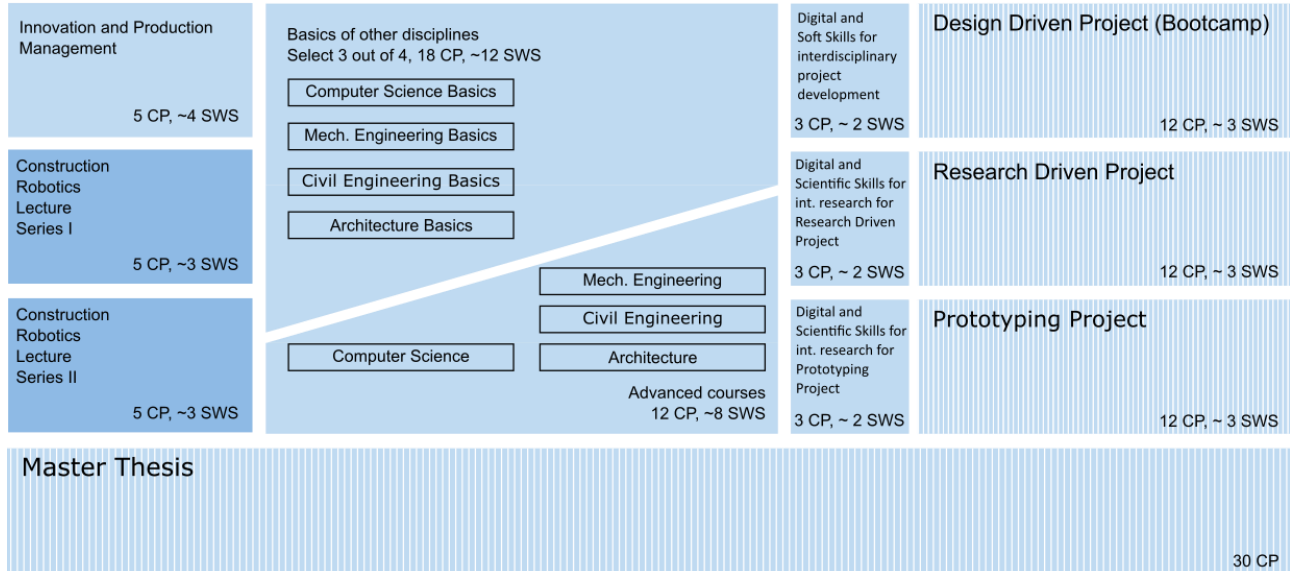 Innovation and Production
Management
5 CP, ~4 SWS
Basics of other disciplines
Select 3 out of 4, 18 CP, ~12 SWS
Computer Science Basics
Mech. Engineering Basics
Civil Engineering Basics
Architecture Basics
Digital and
Soft Skills for
interdisciplinary
project
development
3 CP, ~ 2 SWS
Design Driven Project (Bootcamp)
12 CP, ~ 3 SWS
Construction
Robotics
Lecture
Series I
5 CP, ~3 SWS
Digital and
Scientific Skills for
int. research for
Research Driven
Project
3 CP, ~ 2 SWS
Research Driven Project
12 CP, ~ 3 SWS
Construction
Robotics
Lecture
Series II
5 CP, ~3 SWS
Mech. Engineering
Civil Engineering
Computer Science
Architecture
Advanced courses
12 CP, ~8 SWS
Digital and
Scientific Skills for
int. research for
Prototyping
Project
3 CP, ~ 2 SWS
Prototyping Project
12 CP, ~ 3 SWS
Master Thesis
30 CP